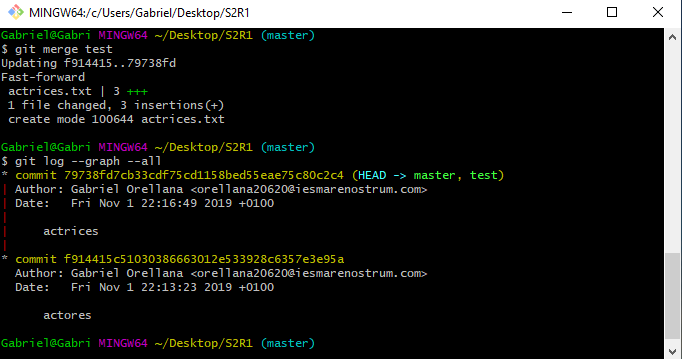 MINGW64:/c/Users/Gabriel/Desktop/S2R1
Gabriel@Gabri MINGW64 ~/Desktop/S2R1 (master)
$ git merge test
Updating f914415..79738fd
Fast-forward
 actrices.txt | 3 +++
 1 file changed, 3 insertions(+)
 create mode 100644 actrices.txt
Gabriel@Gabri MINGW64 ~/Desktop/S2R1 (master)
$ git log --graph --all
* commit 79738fd7cb33cdf75cd1158bed55eae75c80c2c4 (HEAD -> master, test)
| Author: Gabriel Orellana <orellana20620@iesmarenostrum.com>
| Date:   Fri Nov 1 22:16:49 2019 +0100
|
|     actrices
|
* commit f914415c51030386663012e533928c6357e3e95a
  Author: Gabriel Orellana <orellana20620@iesmarenostrum.com>
  Date:   Fri Nov 1 22:13:23 2019 +0100
      actores
Gabriel@Gabri MINGW64 ~/Desktop/S2R1 (master)